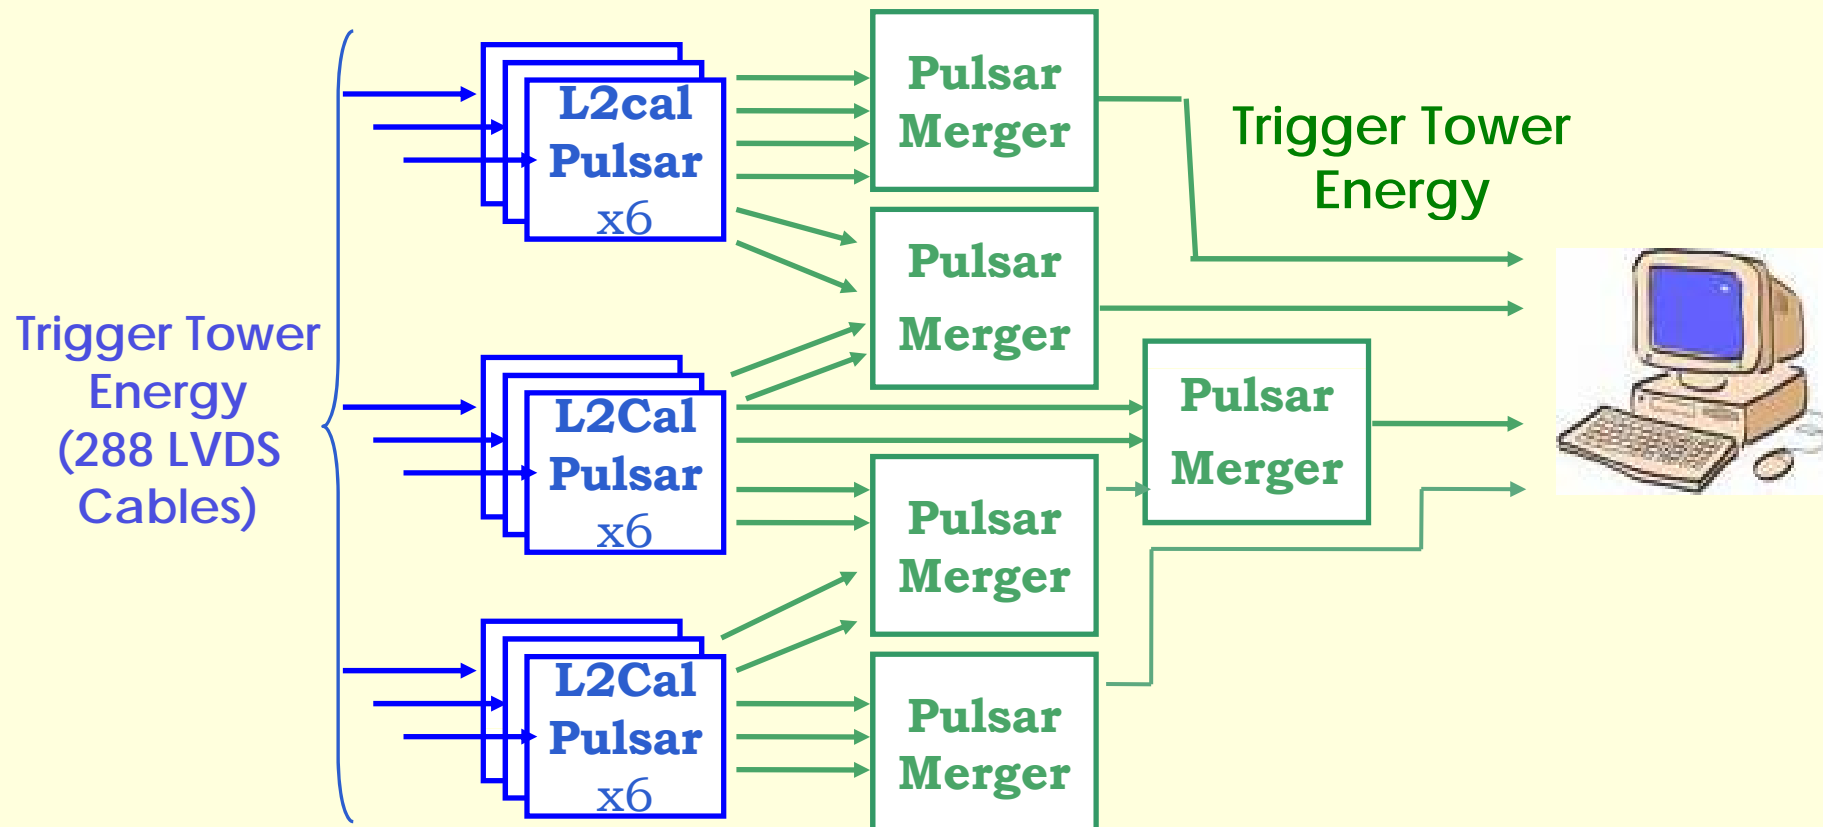 Trigger Tower
Energy
(288 LVDS
Cables)
L2cal
Pulsar
x6
L2Cal
Pulsar
x6
L2Cal
Pulsar
x6
Pulsar
Merger
Pulsar
Merger
Pulsar
Merger
Pulsar
Merger
Pulsar
Merger
Trigger Tower
Energy